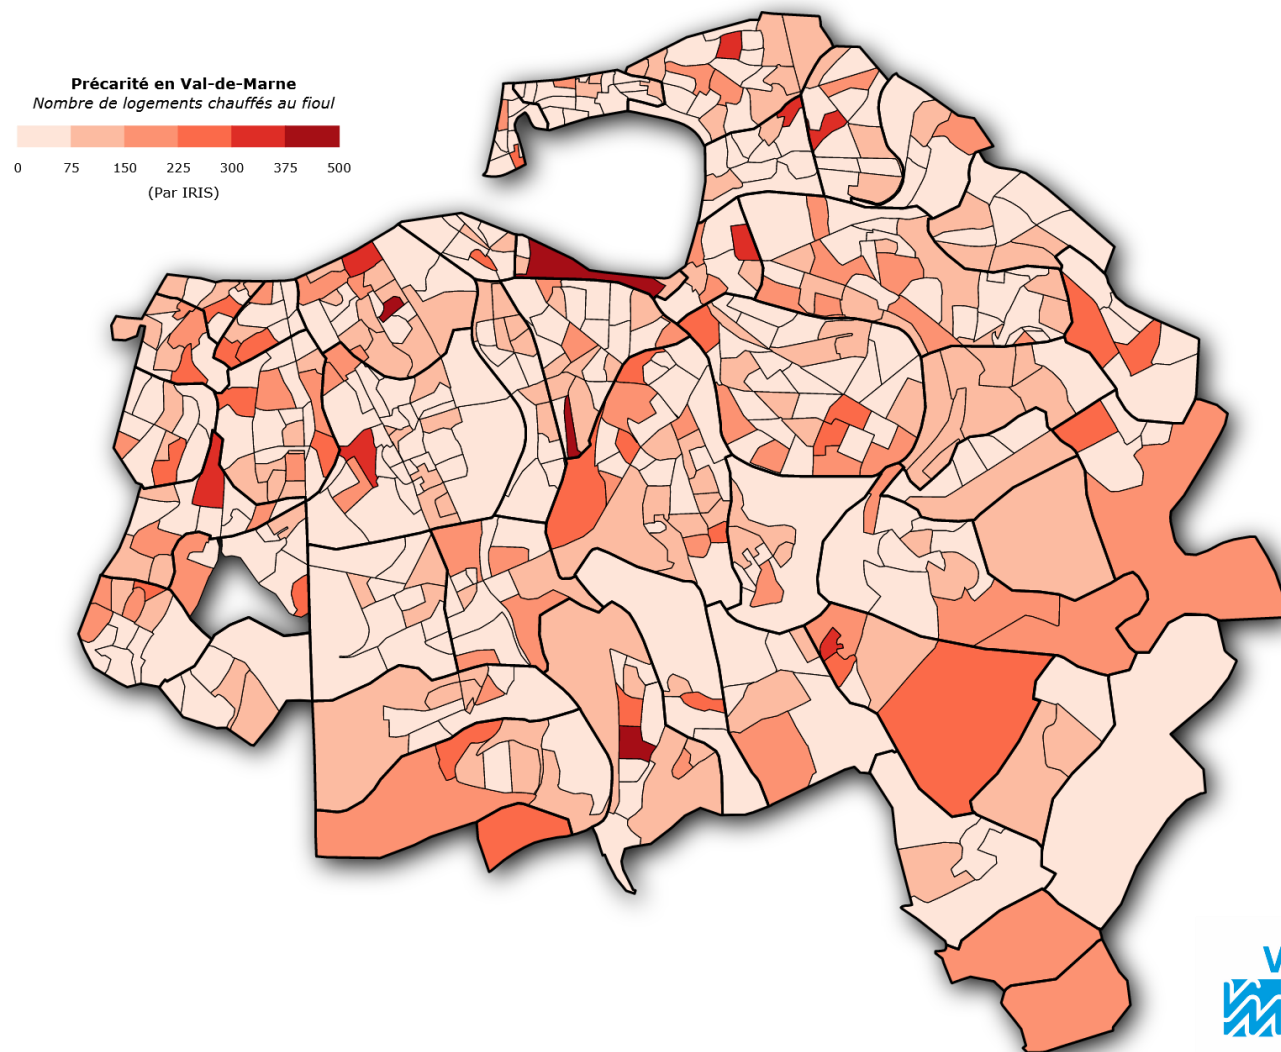 Précarité en Val-de-Marne
Nombre de logements chauffés au fioul
0 75 150 225 300 375 500
(Par IRIS)
V